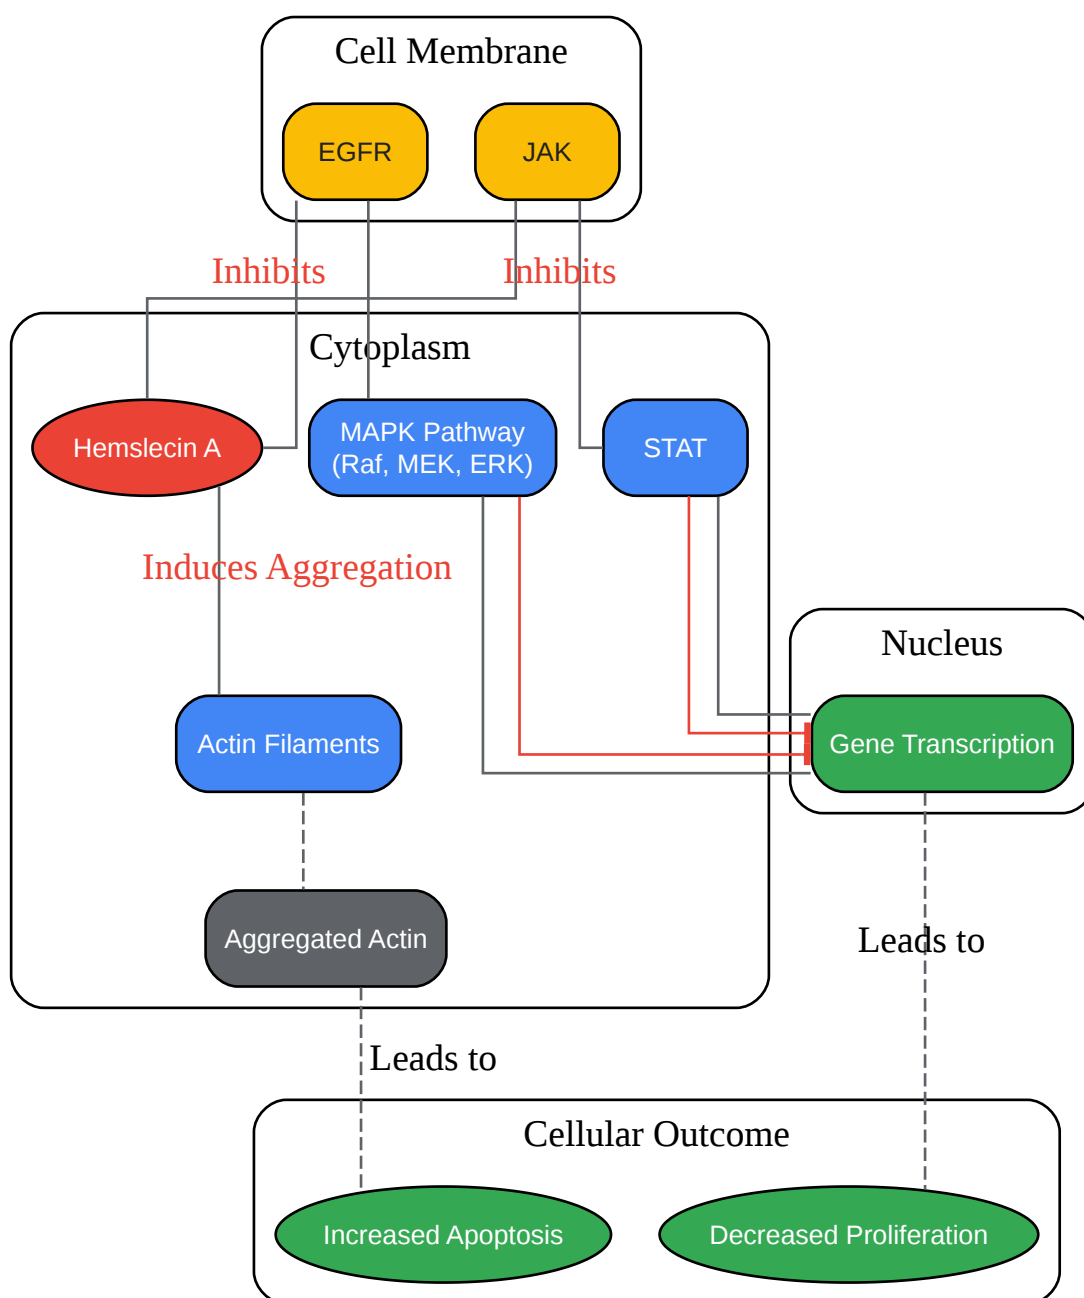 Cell Membrane
EGFR
JAK
Inhibits
Inhibits
Cytoplasm
Hemslecin A
MAPK Pathway
(Raf, MEK, ERK)
STAT
Induces Aggregation
Nucleus
Actin Filaments
Gene Transcription
Aggregated Actin
Leads to
Leads to
Cellular Outcome
Increased Apoptosis
Decreased Proliferation